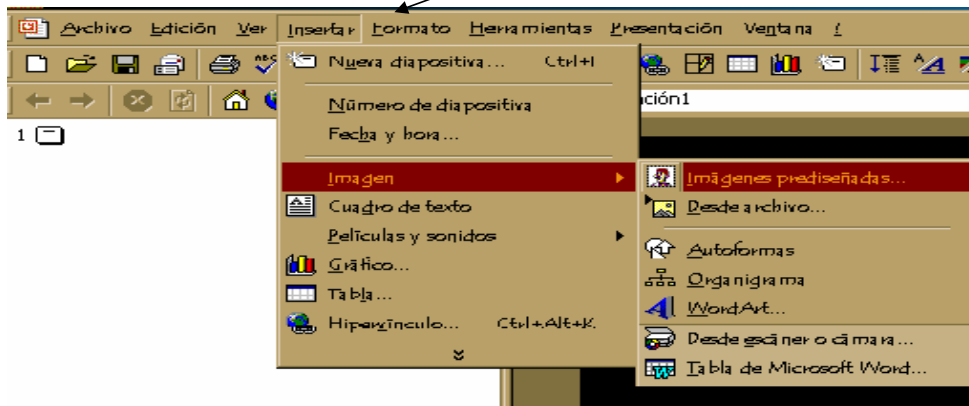 Archivo Edición Ver Insertar Formato Herramientas Presentación Ventana ¿
Nueva diapositiva... Ctrl+I
Número de diapositiva
ción1
Fecha y hora...
1
Imagen
Imágenes prediseñadas...
Cuadro de texto
Desde archivo...
Películas y sonidos
Autoformas
Gráfico...
Organigrama
Tabla...
WordArt...
Hipervínculo... Ctrl+Alt+K
Desde escáner o cámara...
Tabla de Microsoft Word...